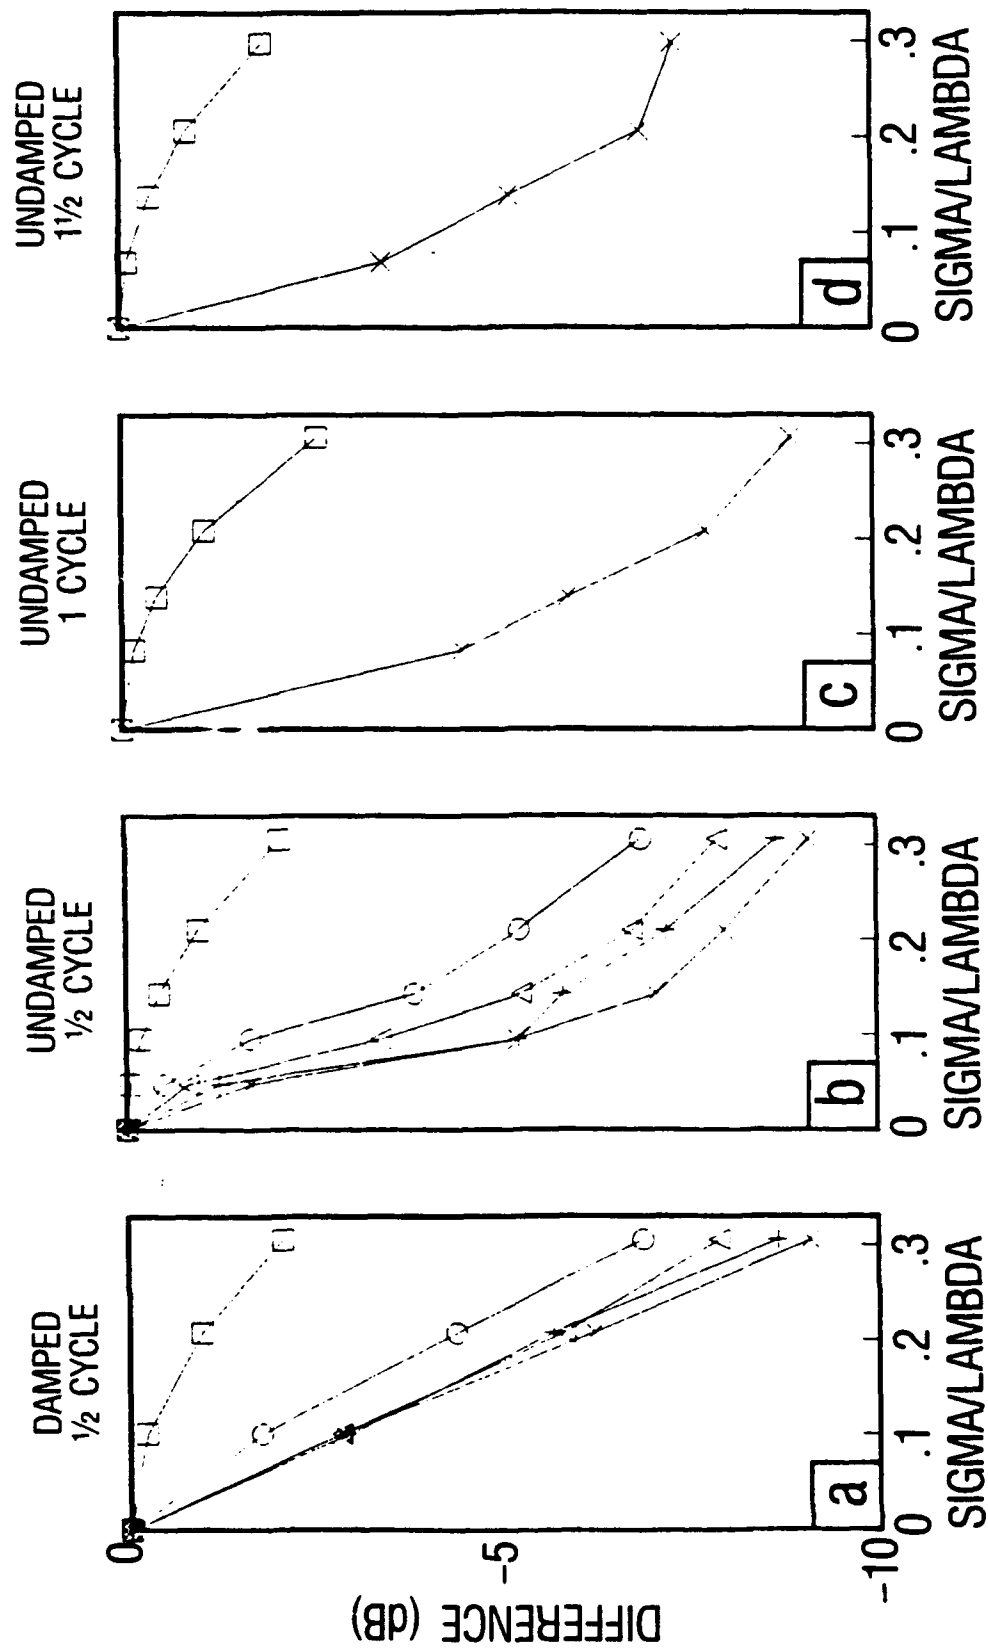 DAMPED
½ CYCLE
UNDAMPED
½ CYCLE
UNDAMPED
1 CYCLE
UNDAMPED
1½ CYCLE
DIFFERENCE (dB)
0
-5
-10
a
b
c
d
0 .1 .2 .3
0 .1 .2 .3
0 .1 .2 .3
0 .1 .2 .3
SIGMA/LAMBDA
SIGMA/LAMBDA
SIGMA/LAMBDA
SIGMA/LAMBDA